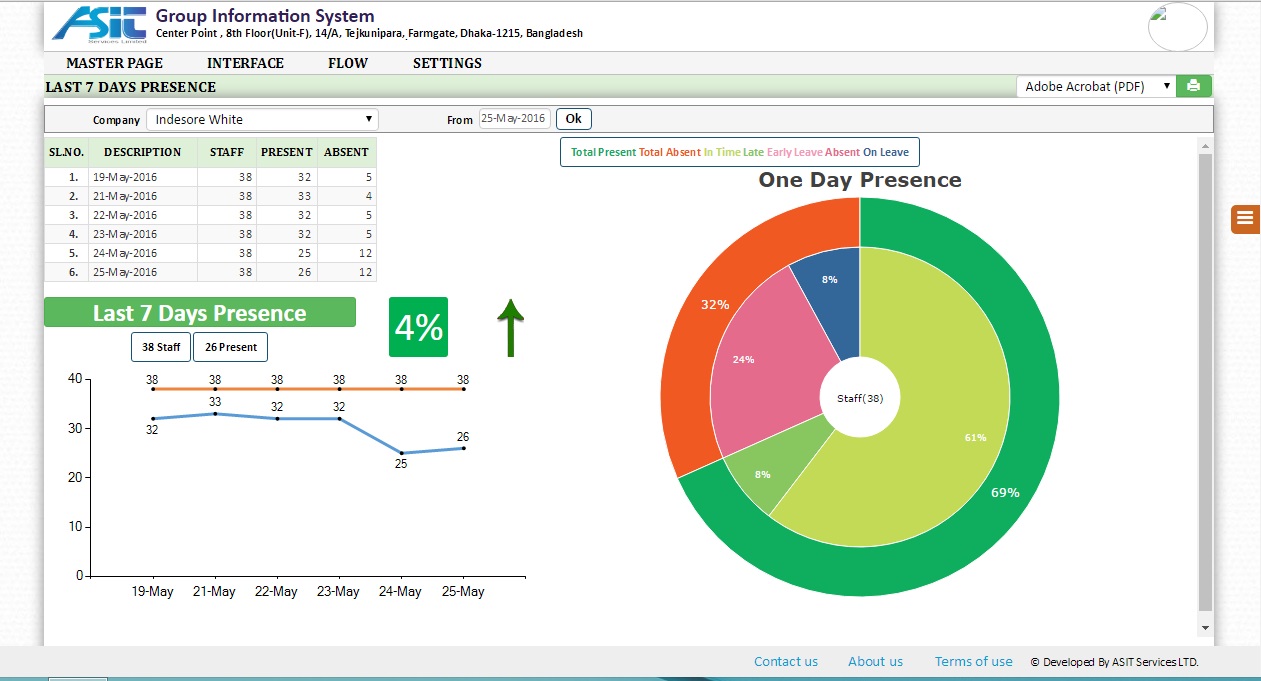 ASIT
Services Limited
Group Information System
Center Point , 8th Floor(Unit-F), 14/A, Tejkunipara, Farmgate, Dhaka-1215, Bangladesh
MASTER PAGE INTERFACE FLOW SETTINGS
LAST 7 DAYS PRESENCE
Adobe Acrobat (PDF)
Company Indesore White From 25-May-2016 Ok
SL.NO. DESCRIPTION STAFF PRESENT ABSENT
1. 19-May-2016 38 32 5
2. 21-May-2016 38 33 4
3. 22-May-2016 38 32 5
4. 23-May-2016 38 32 5
5. 24-May-2016 38 25 12
6. 25-May-2016 38 26 12
Last 7 Days Presence
4%
38 Staff 26 Present
40
30
20
10
0
38 38 38 38 38 38
32 33 32 32 25 26
19-May 21-May 22-May 23-May 24-May 25-May
Total Present Total Absent In Time Late Early Leave Absent On Leave
One Day Presence
8%
32%
24%
Staff(38)
61%
8%
69%
Contact us About us Terms of use © Developed By ASIT Services LTD.